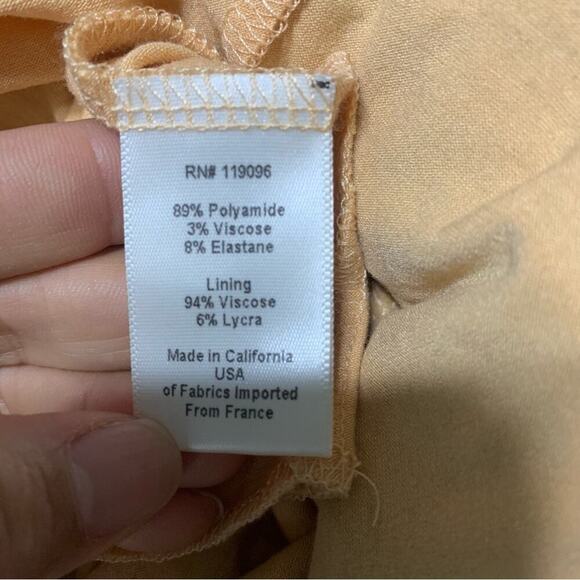 RN# 119096
89% Polyamide
3% Viscose
8% Elastane
Lining
94% Viscose
6% Lycra
Made in California
USA
of Fabrics Imported
From France